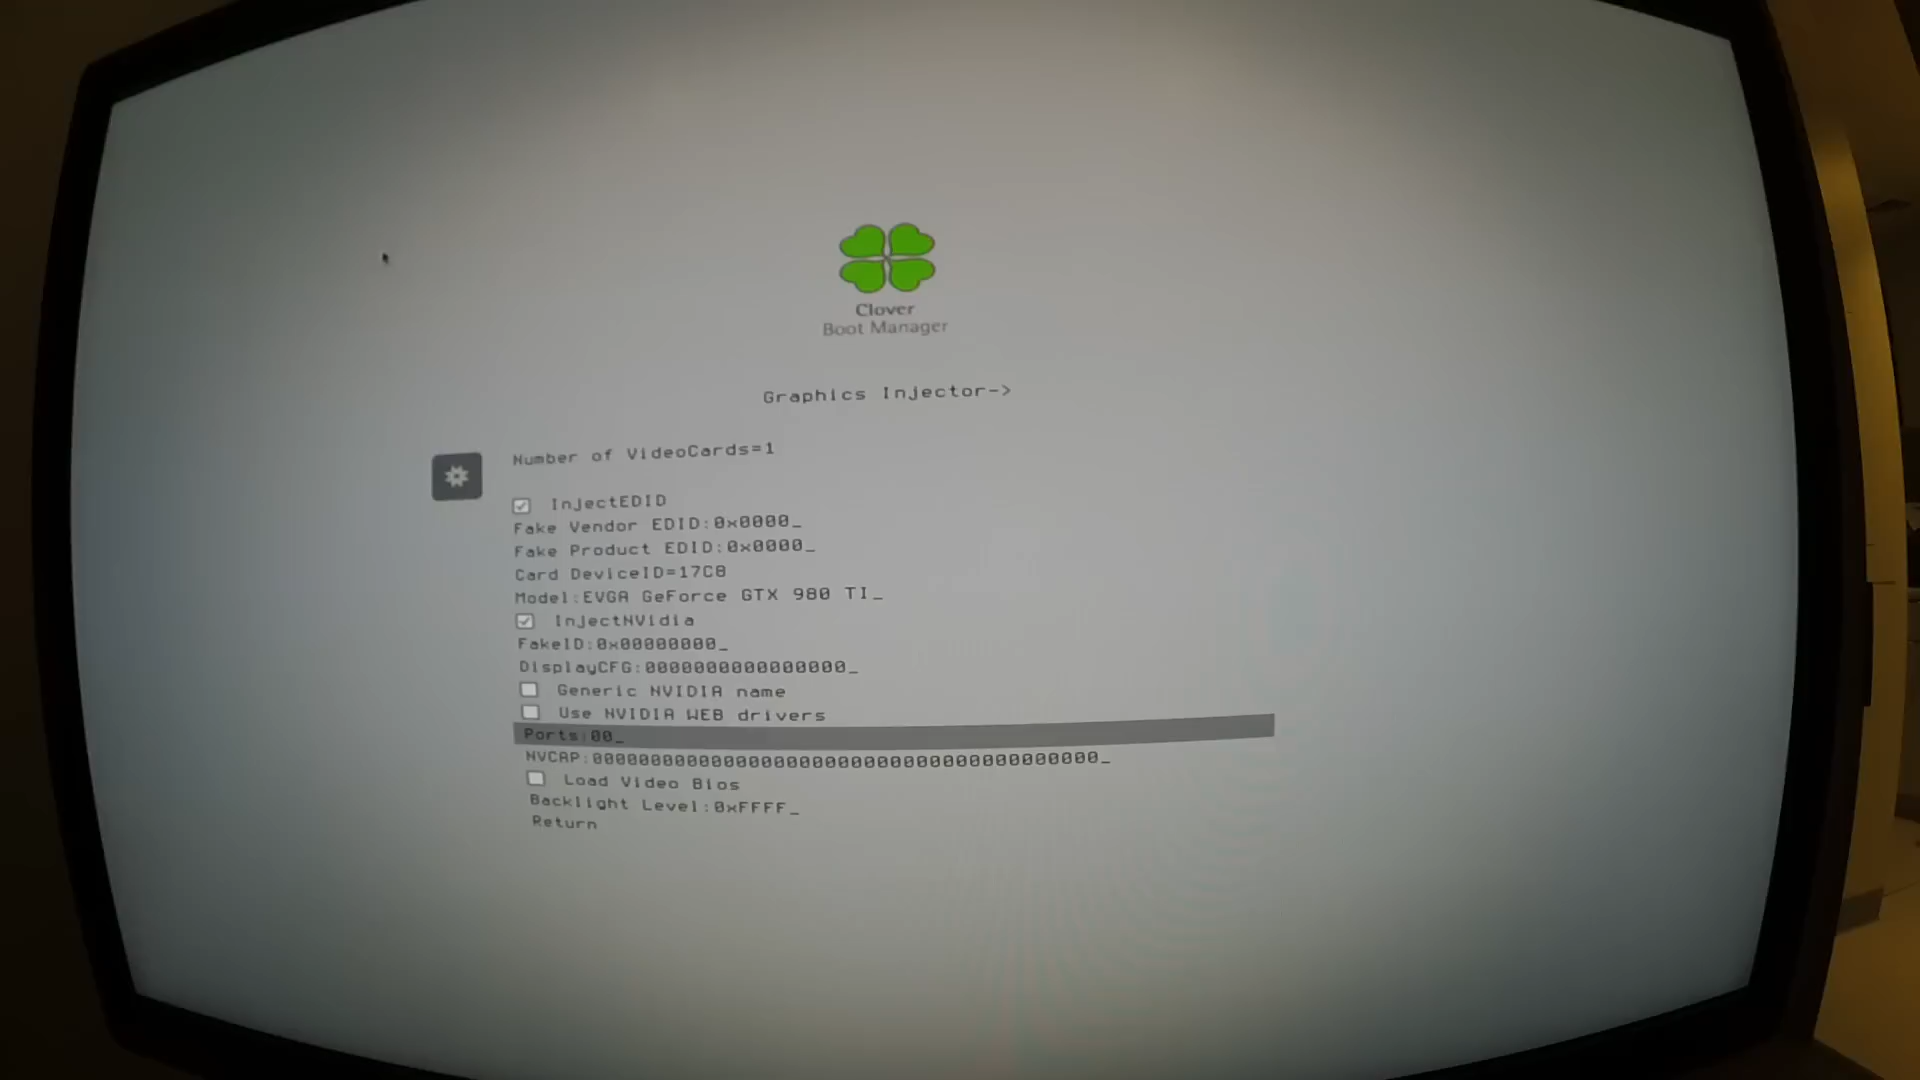 Clover
Boot Manager
Graphics Injector->
Number of VideoCards=1
InjectEDID
Fake Vendor EDID:0x0000_
Fake Product EDID:0x0000_
Card DeviceID=17C8
Model:EVGA GeForce GTX 980 TI_
InjectNVidia
FakeID:0x00000000_
DisplayCFG:0000000000000000_
Generic NVIDIA name
Use NVIDIA WEB drivers
Ports:00_
NVCAP:0000000000000000000000000000000000000000_
Load Video Bios
Backlight Level:0xFFFF_
Return